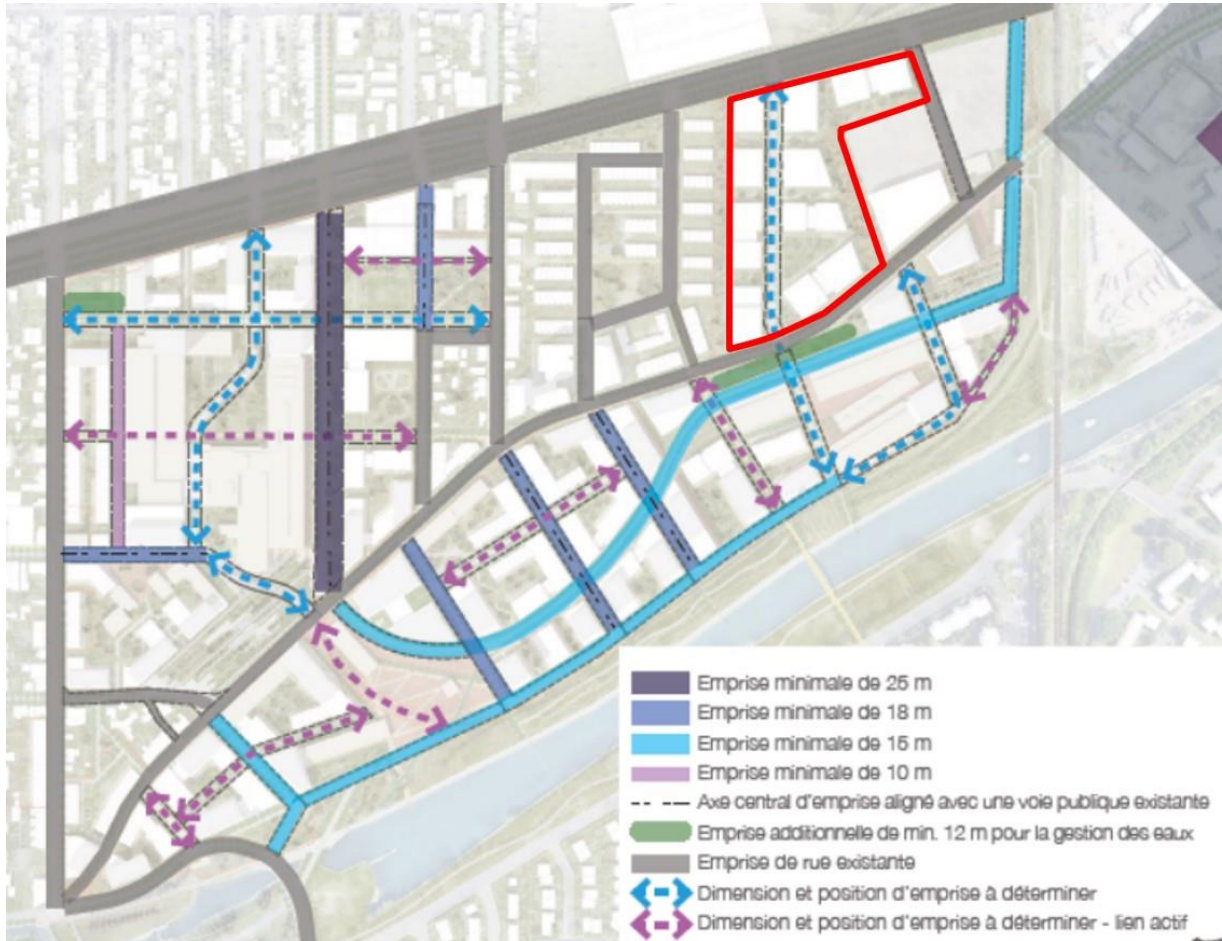 Emprise minimale de 25 m
Emprise minimale de 18 m
Emprise minimale de 15 m
Emprise minimale de 10 m
Axe central d'emprise aligné avec une voie publique existante
Emprise additionnelle de min. 12 m pour la gestion des eaux
Emprise de rue existante
Dimension et position d'emprise à déterminer
Dimension et position d'emprise à déterminer - lien actif